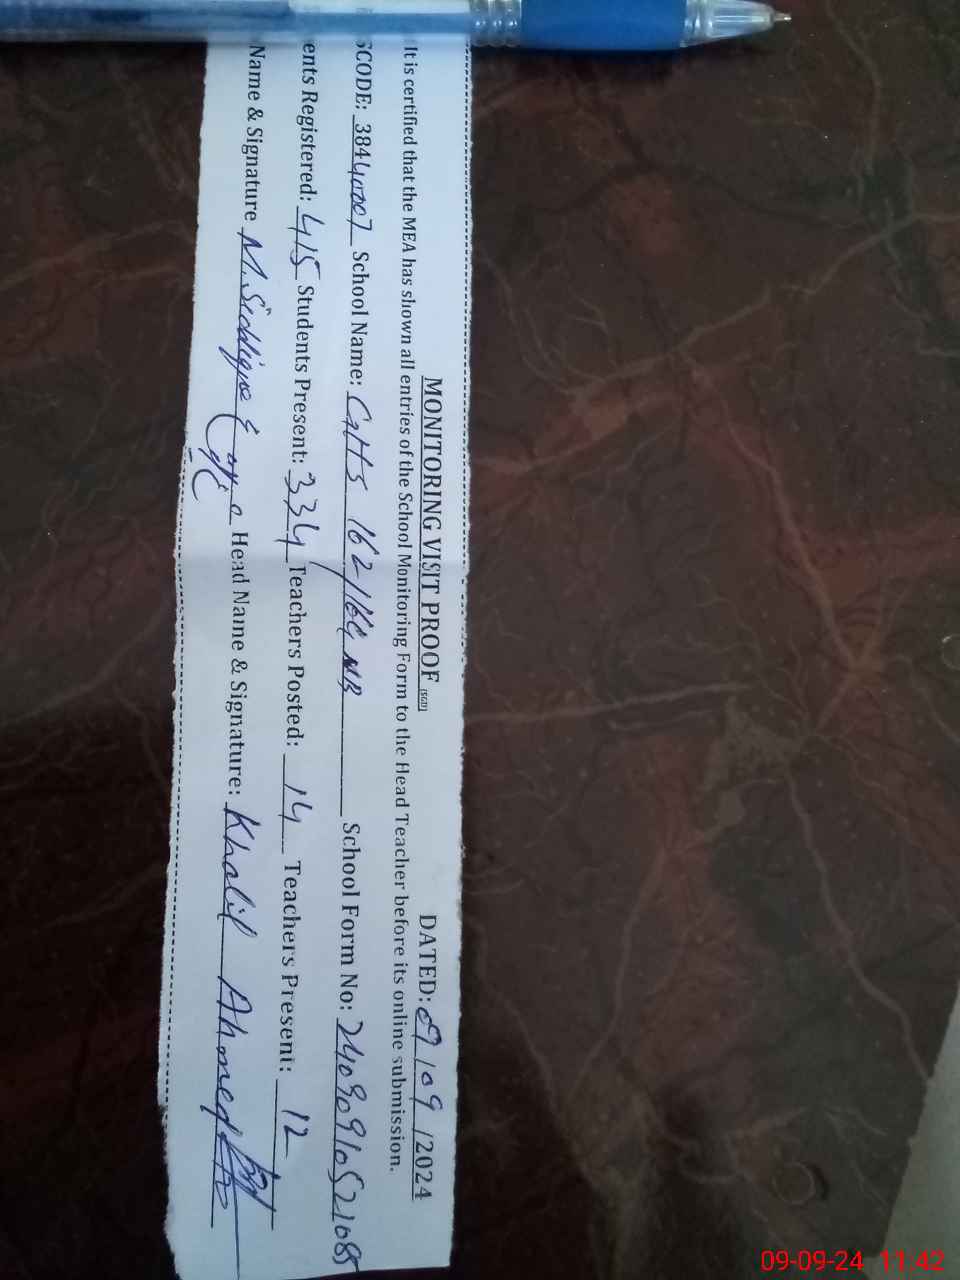 MONITORING VISIT PROOF DATED: 09/09/2024
It is certified that the MEA has shown all entries of the School Monitoring Form to the Head Teacher before its online submission.
SCODE: 38440007 School Name: GHS 162/164 NB School Form No:
ents Registered: 415 Students Present: 334 Teachers Posted: 14 Teachers Present: 12
Name & Signature M. Siddique Head Name & Signature: Khalil Ahmed
09-09-24 11:42